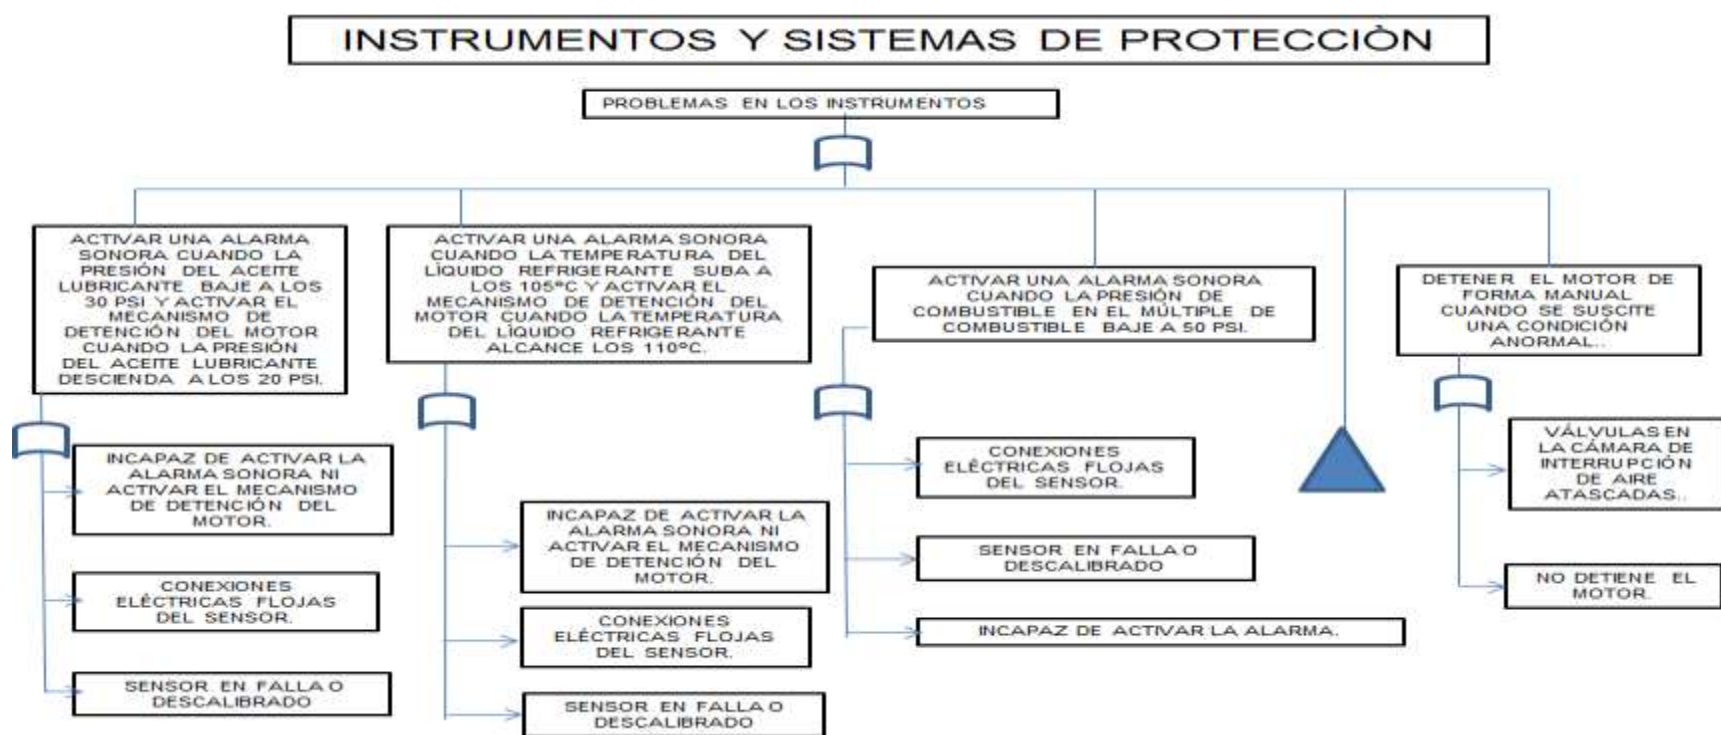 INSTRUMENTOS Y SISTEMAS DE PROTECCIÒN
PROBLEMAS EN LOS INSTRUMENTOS
ACTIVAR UNA ALARMA
SONORA CUANDO LA
PRESIÓN DEL ACEITE
LUBRICANTE BAJE A LOS
30 PSI Y ACTIVAR EL
MECANISMO DE
DETENCIÓN DEL MOTOR
CUANDO LA PRESIÓN
DEL ACEITE LUBRICANTE
DESCIENDA A LOS 20 PSI.
INCAPAZ DE ACTIVAR LA
ALARMA SONORA NI
ACTIVAR EL MECANISMO
DE DETENCIÓN DEL
MOTOR.
CONEXIONES
ELÉCTRICAS FLOJAS
DEL SENSOR.
SENSOR EN FALLA O
DESCALIBRADO
ACTIVAR UNA ALARMA SONORA
CUANDO LA TEMPERATURA DEL
LÌQUIDO REFRIGERANTE SUBA A
LOS 105ºC Y ACTIVAR EL
MECANISMO DE DETENCIÓN DEL
MOTOR CUANDO LA TEMPERATURA
DEL LÌQUIDO REFRIGERANTE
ALCANCE LOS 110ºC.
INCAPAZ DE ACTIVAR LA
ALARMA SONORA NI
ACTIVAR EL MECANISMO
DE DETENCIÓN DEL
MOTOR.
CONEXIONES
ELÉCTRICAS FLOJAS
DEL SENSOR.
SENSOR EN FALLA O
DESCALIBRADO
ACTIVAR UNA ALARMA SONORA
CUANDO LA PRESIÓN DE
COMBUSTIBLE EN EL MÚLTIPLE DE
COMBUSTIBLE BAJE A 50 PSI.
CONEXIONES
ELÉCTRICAS FLOJAS
DEL SENSOR.
SENSOR EN FALLA O
DESCALIBRADO
INCAPAZ DE ACTIVAR LA ALARMA.
DETENER EL MOTOR DE
FORMA MANUAL
CUANDO SE SUSCITE
UNA CONDICIÓN
ANORMAL..
VÁLVULAS EN
LA CÁMARA DE
INTERRUPCIÓN
DE AIRE
ATASCADAS..
NO DETIENE EL
MOTOR.